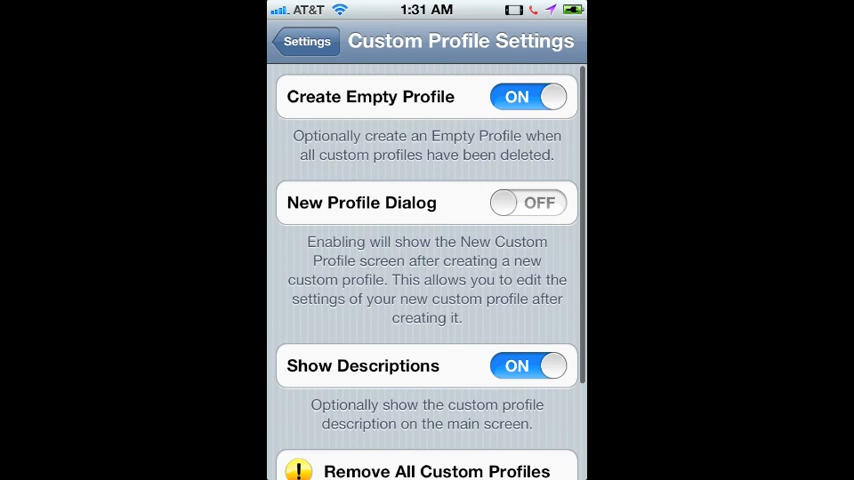 AT&T 1:31 AM
Settings
Custom Profile Settings
Create Empty Profile ON
Optionally create an Empty Profile when
all custom profiles have been deleted.
New Profile Dialog OFF
Enabling will show the New Custom
Profile screen after creating a new
custom profile. This allows you to edit the
settings of your new custom profile after
creating it.
Show Descriptions ON
Optionally show the custom profile
description on the main screen.
! Remove All Custom Profiles